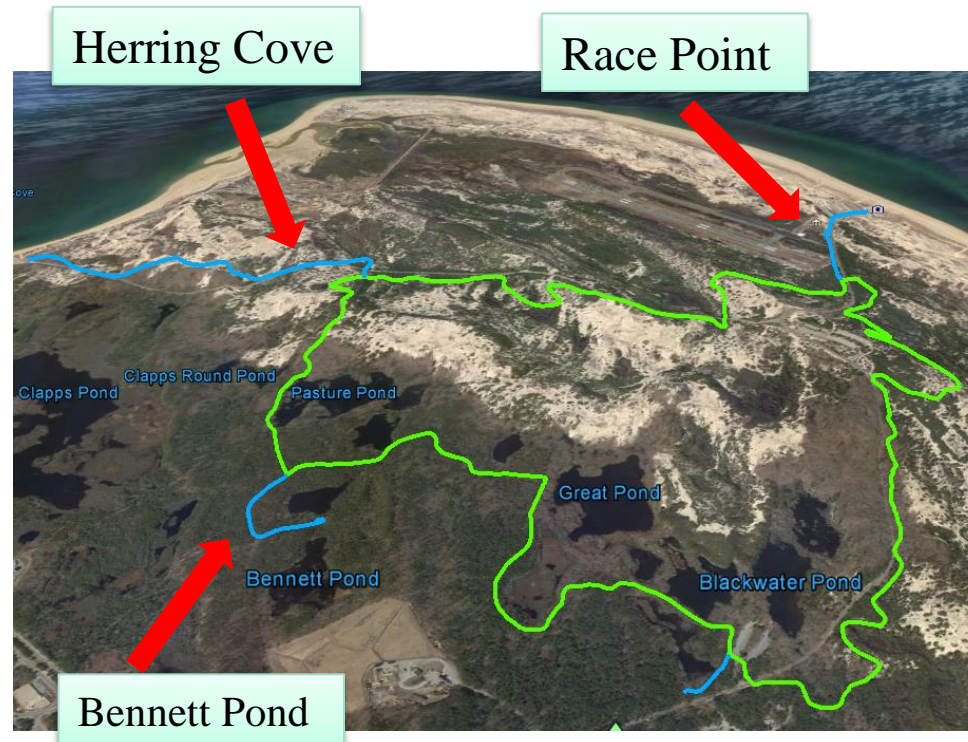 Herring Cove
Race Point
Cove
Clapps Round Pond
Clapps Pond
Pasture Pond
Great Pond
Bennett Pond
Blackwater Pond
Bennett Pond